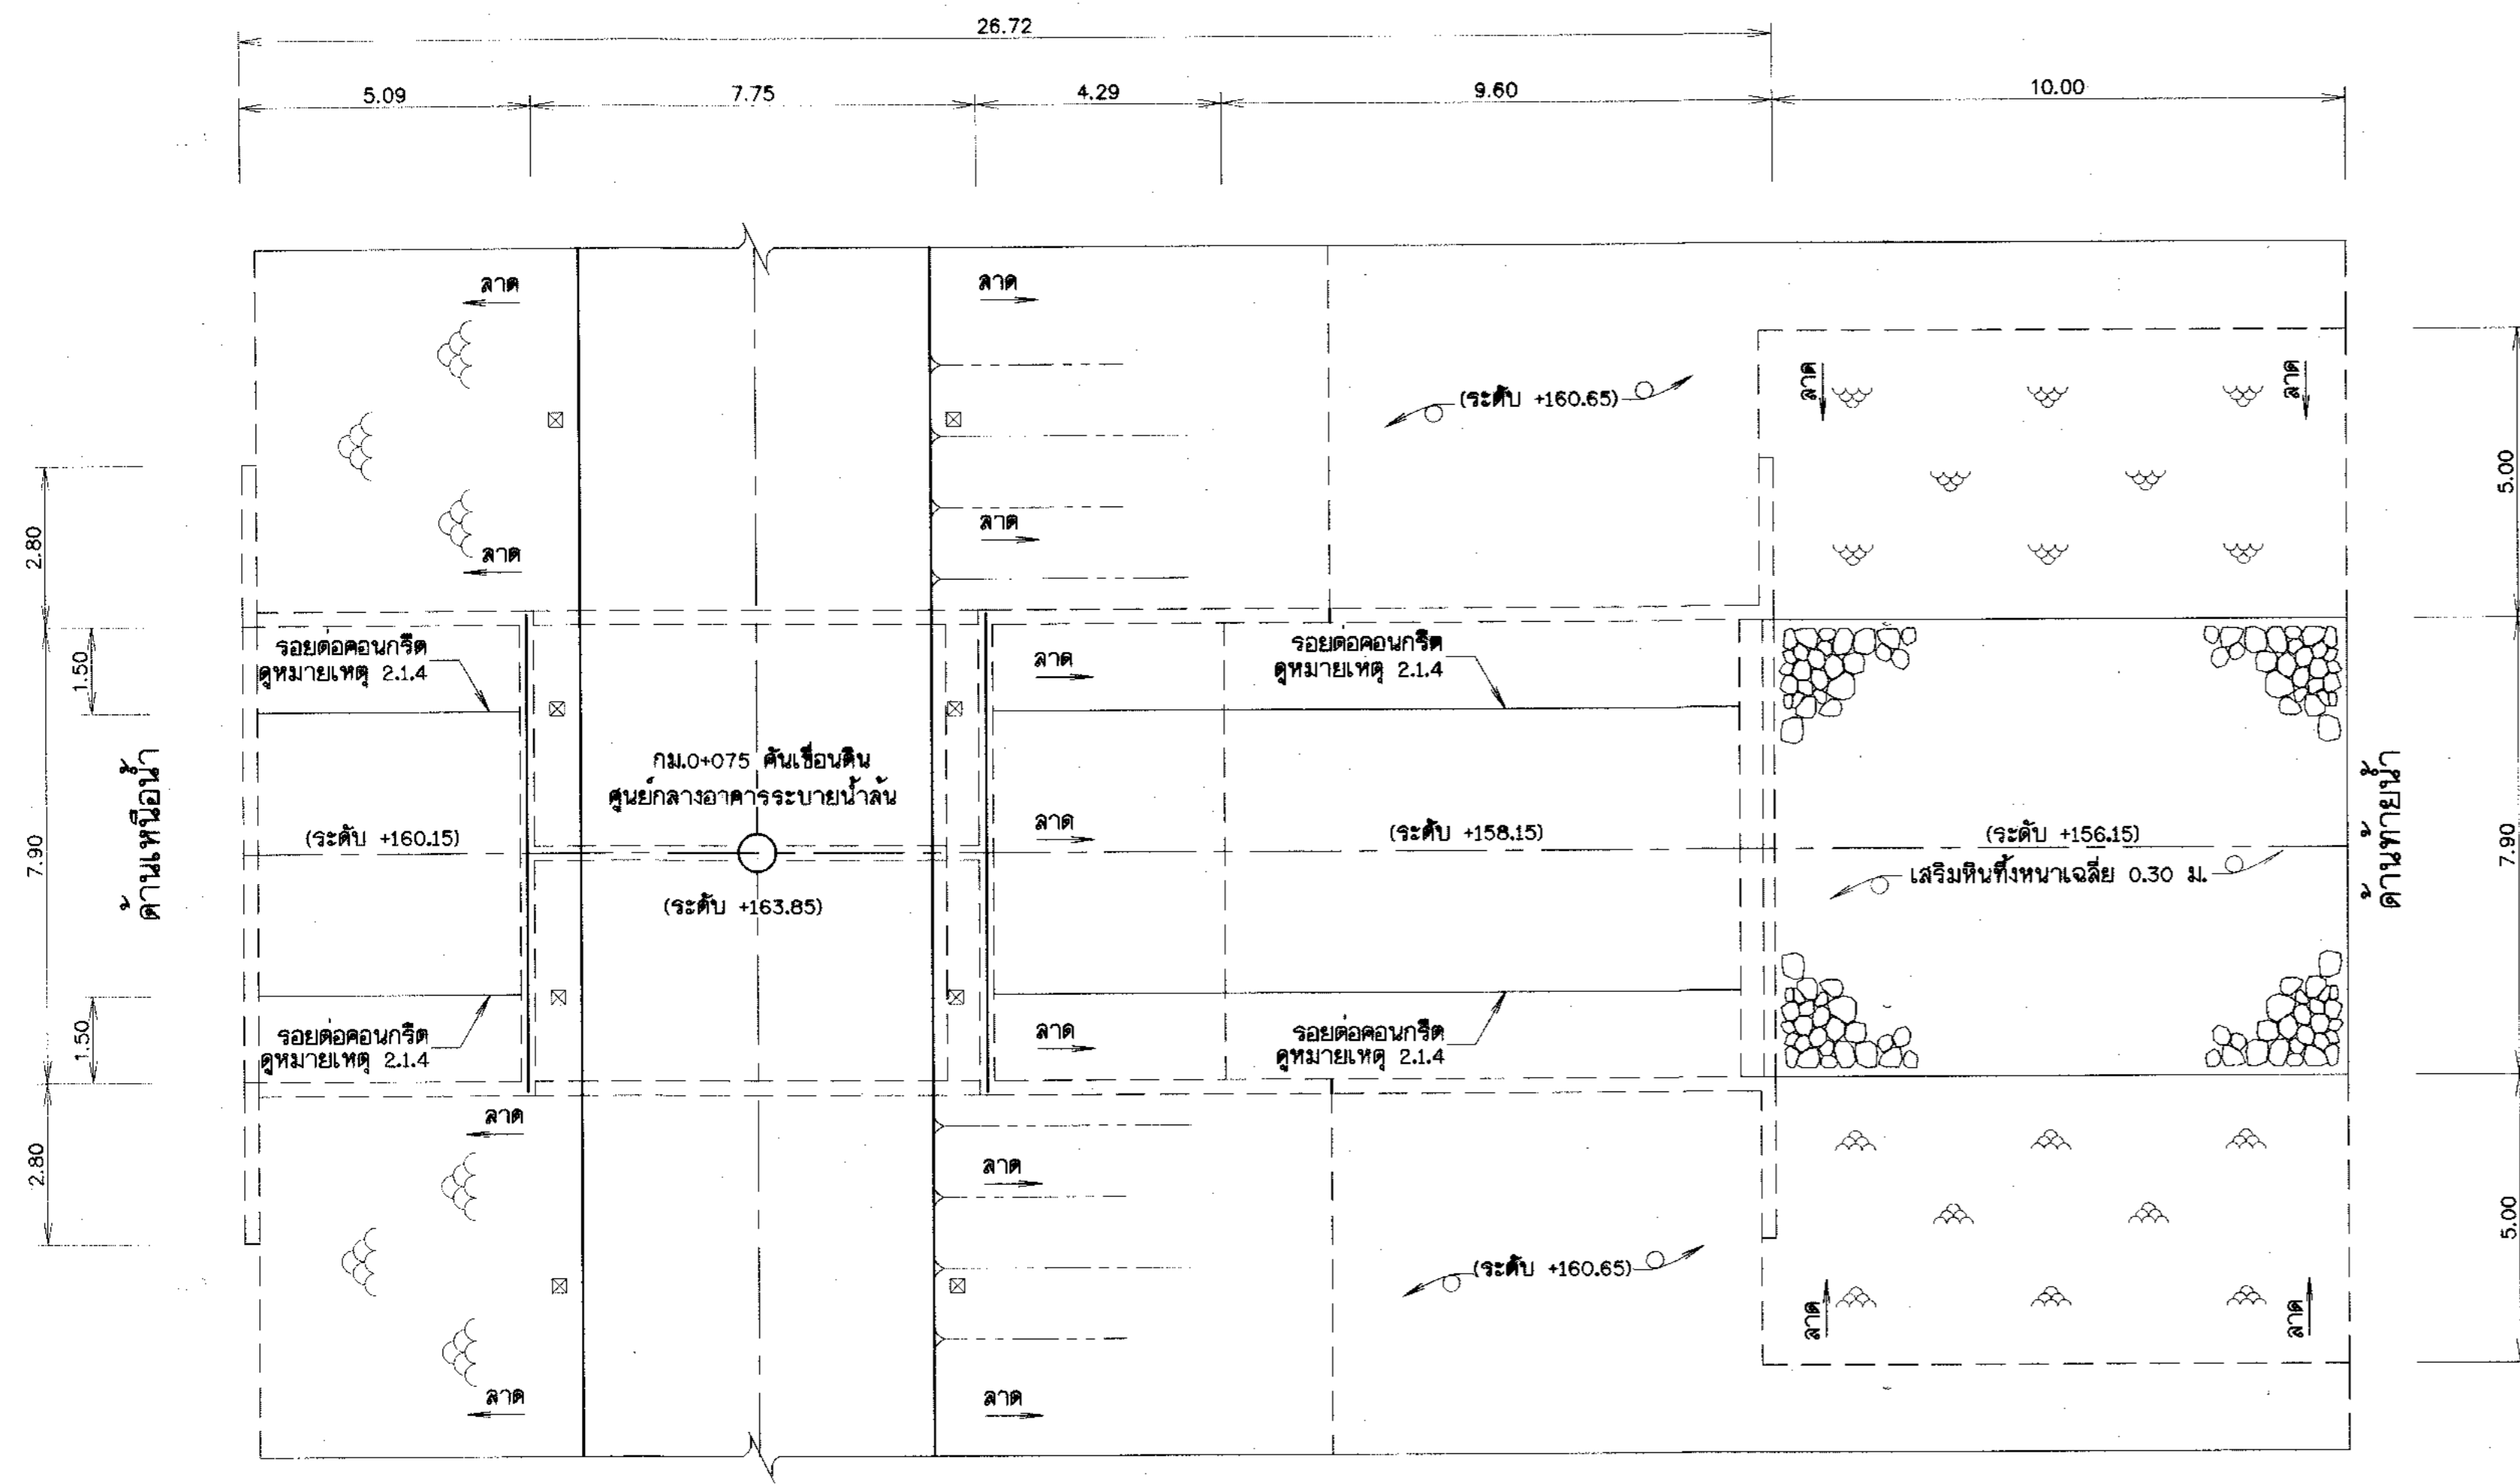 26.72
5.09
7.75
4.29
9.60
10.00
ลาด
ลาด
(ระดับ +160.65)
ลาด
ลาด
5.00
2.80
ลาด
ลาด
1.50
รอยต่อคอนกรีต
ดูหมายเหตุ 2.1.4
ลาด
รอยต่อคอนกรีต
ดูหมายเหตุ 2.1.4
ด้านเหนือน้ำ
7.90
กม.0+075 คันเขื่อนดิน
ศูนย์กลางอาคารระบายน้ำล้น
(ระดับ +160.15)
ลาด
(ระดับ +158.15)
(ระดับ +156.15)
เสริมหินทิ้งหนาเฉลี่ย 0.30 ม.
(ระดับ +163.85)
ด้านท้ายน้ำ
7.90
1.50
รอยต่อคอนกรีต
ดูหมายเหตุ 2.1.4
ลาด
รอยต่อคอนกรีต
ดูหมายเหตุ 2.1.4
2.80
ลาด
ลาด
(ระดับ +160.65)
ลาด
ลาด
5.00
ลาด
ลาด